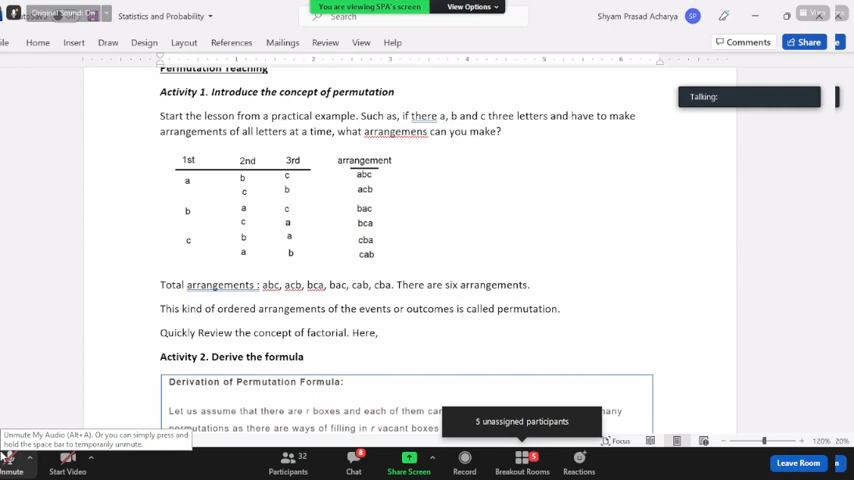 Original Sound: On
Statistics and Probability
You are viewing SPA's screen
View Options
Search
Shyam Prasad Acharya
SP
View
Home Insert Draw Design Layout References Mailings Review View Help
Comments
Share
Permutation Teaching
Talking:
Activity 1. Introduce the concept of permutation
Start the lesson from a practical example. Such as, if there a, b and c three letters and have to make
arrangements of all letters at a time, what arrangemens can you make?
1st 2nd 3rd arrangement
a b c abc
c b acb
b a c bac
c a bca
c b a cba
a b cab
Total arrangements : abc, acb, bca, bac, cab, cba. There are six arrangements.
This kind of ordered arrangements of the events or outcomes is called permutation.
Quickly Review the concept of factorial. Here,
Activity 2. Derive the formula
Derivation of Permutation Formula:
Let us assume that there are r boxes and each of them can
many
permutations as there are ways of filling in r vacant boxes
5 unassigned participants
Unmute My Audio (Alt+A). Or you can simply press and
hold the space bar to temporarily unmute.
Focus
120% 20%
Unmute
Start Video
Participants 32
Chat 8
Share Screen
Record
Breakout Rooms 5
Reactions
Leave Room